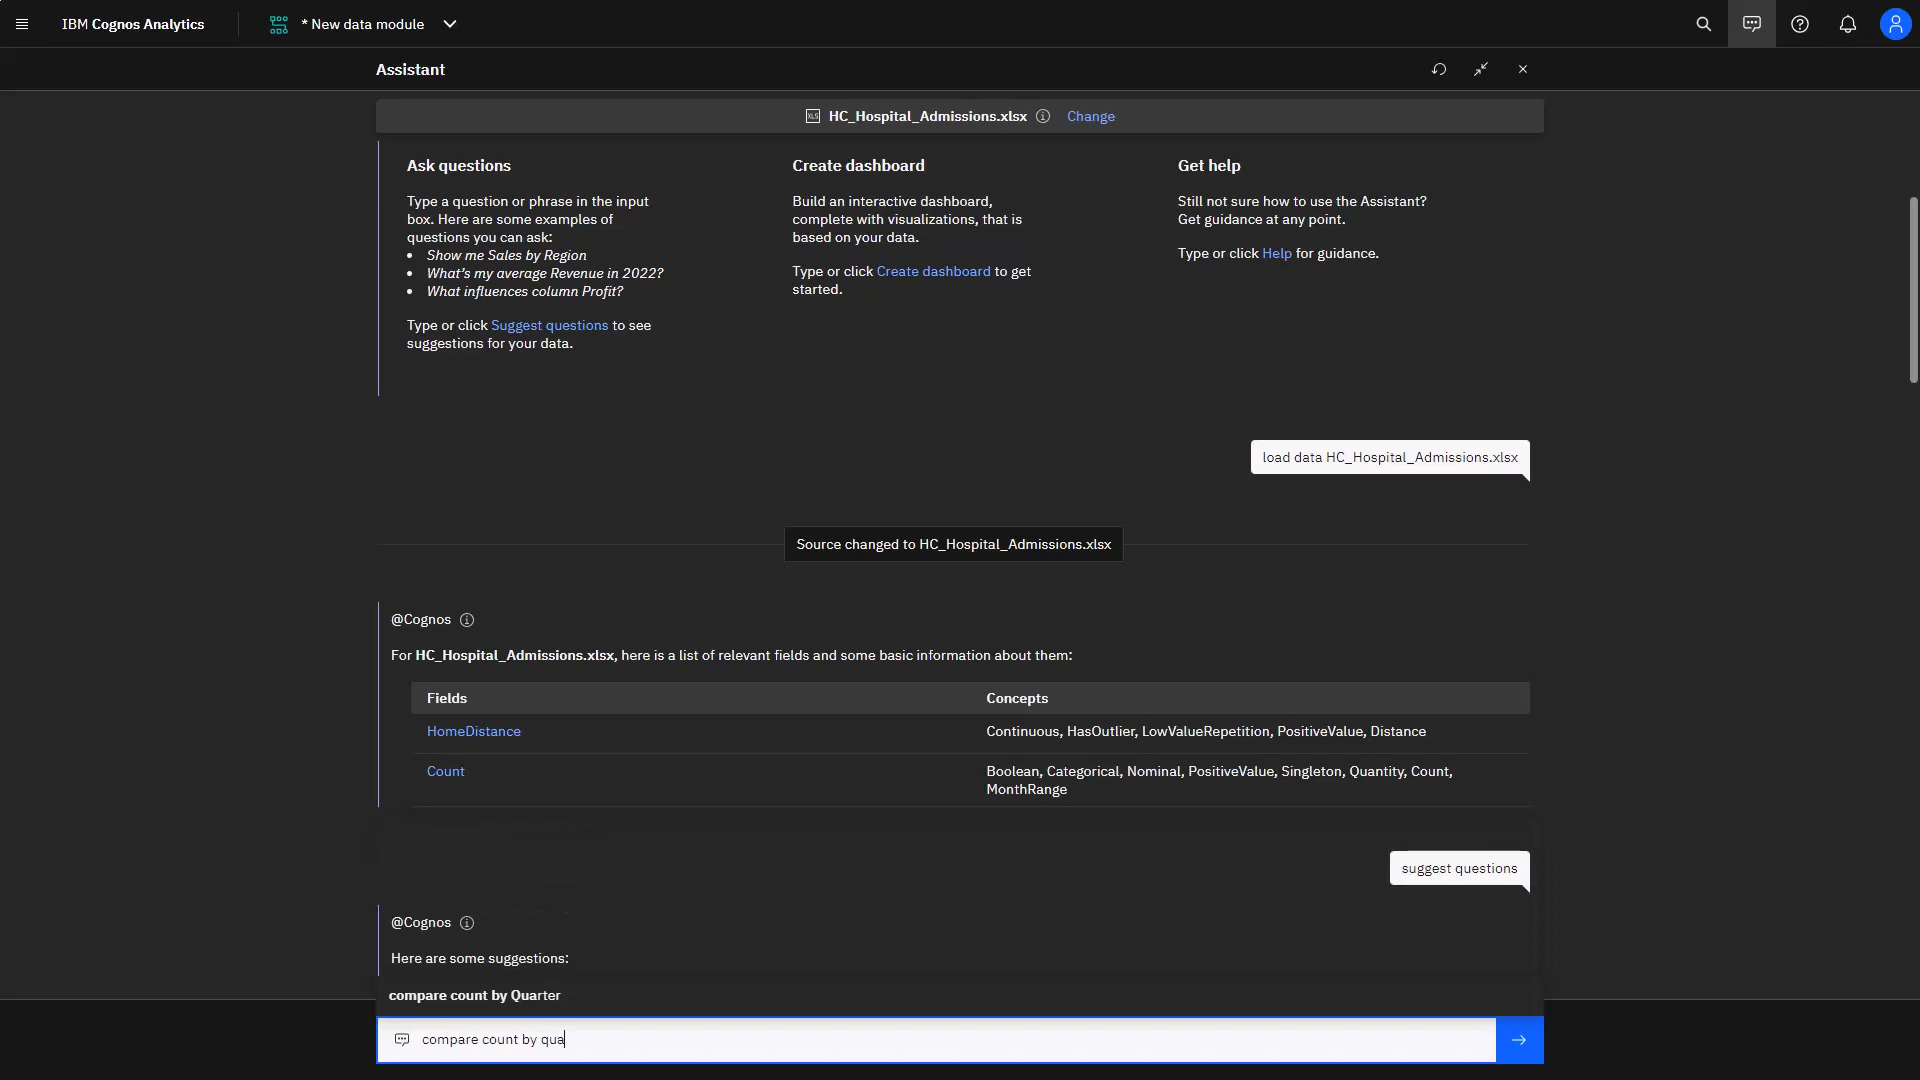 IBM Cognos Analytics
* New data module
Assistant
XLS HC_Hospital_Admissions.xlsx Change
Ask questions
Type a question or phrase in the input
box. Here are some examples of
questions you can ask:
• Show me Sales by Region
• What's my average Revenue in 2022?
• What influences column Profit?
Type or click Suggest questions to see
suggestions for your data.
Create dashboard
Build an interactive dashboard,
complete with visualizations, that is
based on your data.
Type or click Create dashboard to get
started.
Get help
Still not sure how to use the Assistant?
Get guidance at any point.
Type or click Help for guidance.
load data HC_Hospital_Admissions.xlsx
Source changed to HC_Hospital_Admissions.xlsx
@Cognos
For HC_Hospital_Admissions.xlsx, here is a list of relevant fields and some basic information about them:
Fields Concepts
HomeDistance Continuous, HasOutlier, LowValueRepetition, PositiveValue, Distance
Count Boolean, Categorical, Nominal, PositiveValue, Singleton, Quantity, Count,
MonthRange
suggest questions
@Cognos
Here are some suggestions:
compare count by Quarter
compare count by qua